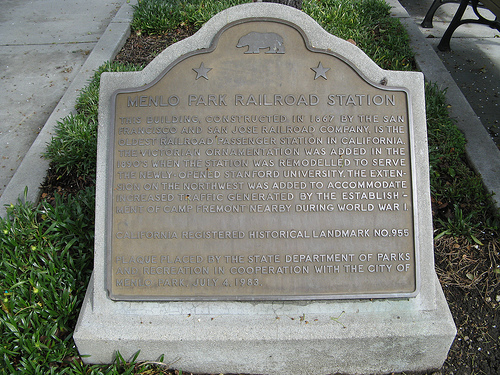 MENLO PARK RAILROAD STATION
THIS BUILDING, CONSTRUCTED IN 1867 BY THE SAN
FRANCISCO AND SAN JOSE RAILROAD COMPANY, IS THE
OLDEST RAILROAD PASSENGER STATION IN CALIFORNIA.
THE VICTORIAN ORNAMENTATION WAS ADDED IN THE
1890S WHEN THE STATION WAS REMODELLED TO SERVE
THE NEWLY-OPENED STANFORD UNIVERSITY. THE EXTEN-
SION ON THE NORTHWEST WAS ADDED TO ACCOMMODATE
INCREASED TRAFFIC GENERATED BY THE ESTABLISH-
MENT OF CAMP FREMONT NEARBY DURING WORLD WAR I.
CALIFORNIA REGISTERED HISTORICAL LANDMARK NO. 955
PLAQUE PLACED BY THE STATE DEPARTMENT OF PARKS
AND RECREATION IN COOPERATION WITH THE CITY OF
MENLO PARK, JULY 4, 1983.